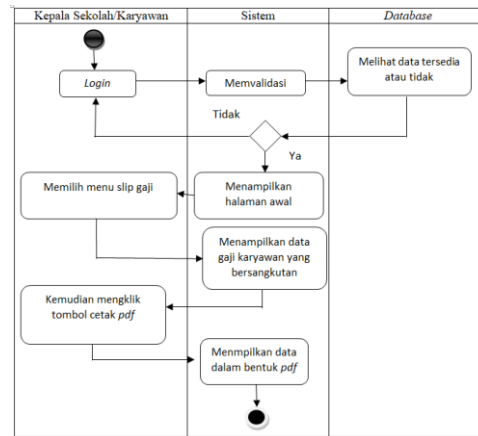 Kepala Sekolah/Karyawan
Sistem
Database
Login
Memvalidasi
Melihat data tersedia
atau tidak
Tidak
Ya
Memilih menu slip gaji
Menampilkan
halaman awal
Menampilkan data
gaji karyawan yang
bersangkutan
Kemudian mengklik
tombol cetak pdf
Menmpilkan data
dalam bentuk pdf